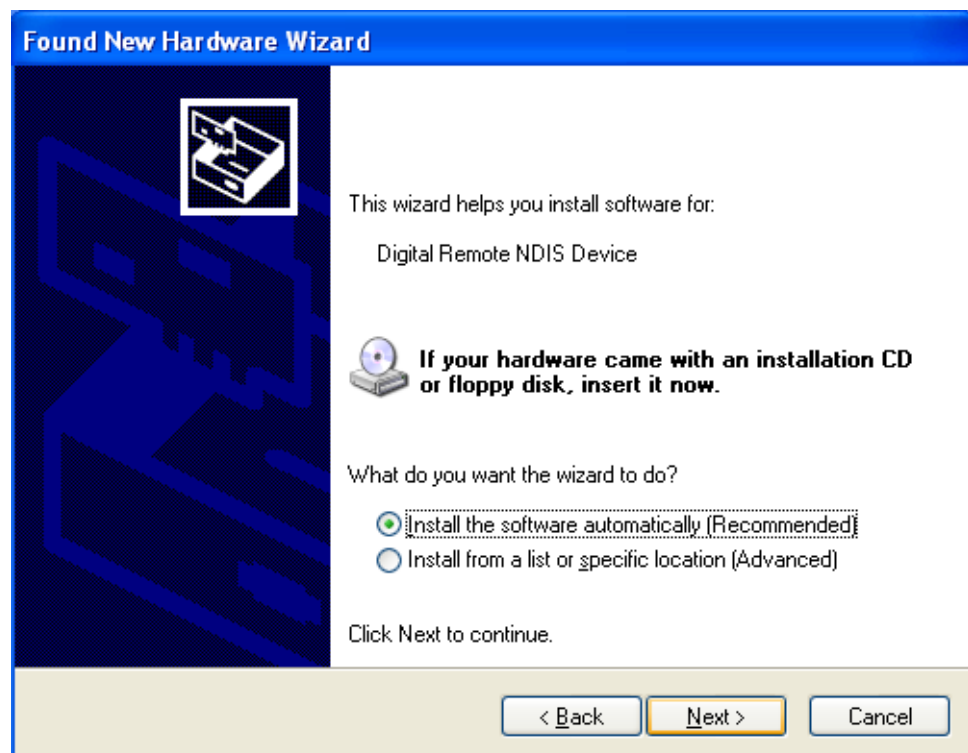 Found New Hardware Wizard
This wizard helps you install software for:
Digital Remote NDIS Device
If your hardware came with an installation CD
or floppy disk, insert it now.
What do you want the wizard to do?
Install the software automatically (Recommended)
Install from a list or specific location (Advanced)
Click Next to continue.
< Back Next > Cancel